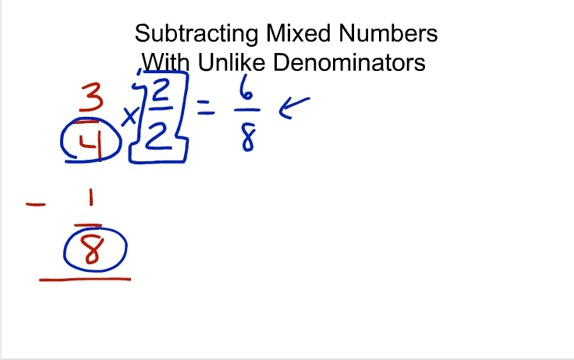 Subtracting Mixed Numbers
With Unlike Denominators
3/4 × 2/2 = 6/8 ←
- 1/8